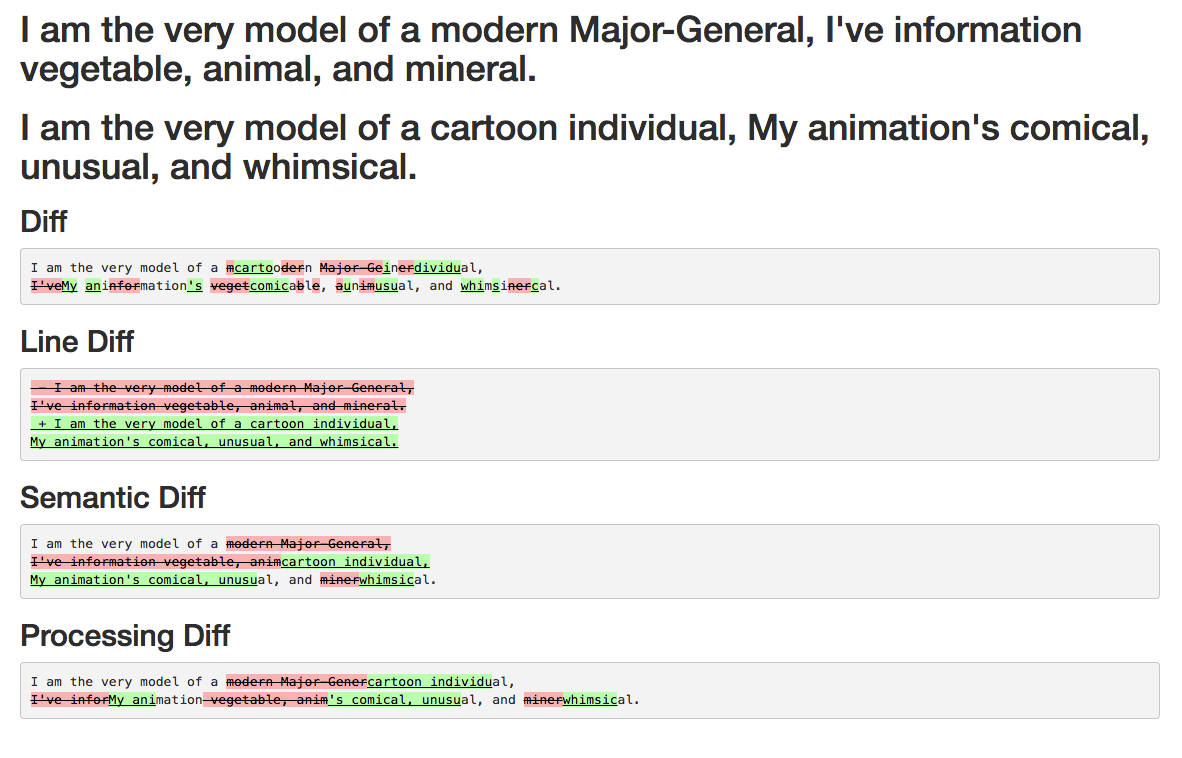 I am the very model of a modern Major-General, I've information
vegetable, animal, and mineral.
I am the very model of a cartoon individual, My animation's comical,
unusual, and whimsical.
Diff
I am the very model of a mcartoodern Major-Geinerdividual,
I'veMy aninformation's vegetcomicable, aunimusual, and whimsinercal.
Line Diff
- I am the very model of a modern Major-General,
I've information vegetable, animal, and mineral.
+ I am the very model of a cartoon individual,
My animation's comical, unusual, and whimsical.
Semantic Diff
I am the very model of a modern Major-General,
I've information vegetable, animcartoon individual,
My animation's comical, unusual, and minerwhimsical.
Processing Diff
I am the very model of a modern Major-Genercartoon individual,
I've inforMy animation vegetable, anim's comical, unusual, and minerwhimsical.